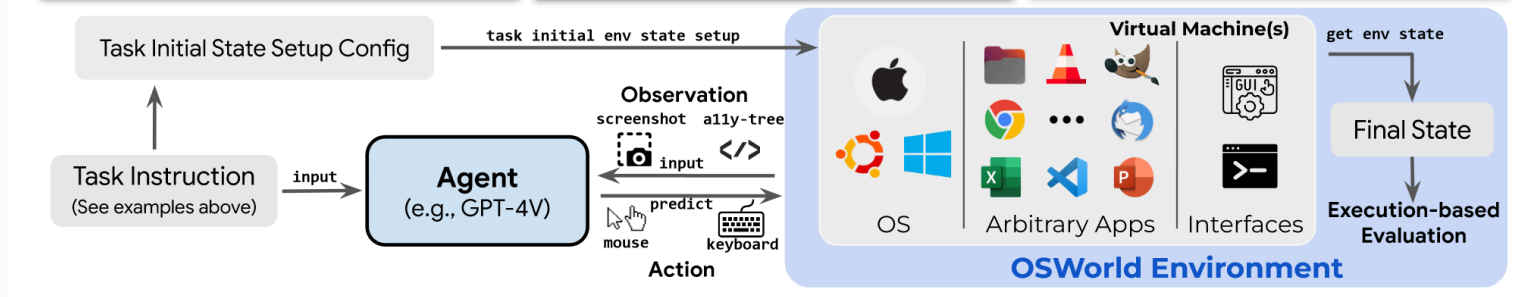 Task Initial State Setup Config
task initial env state setup
Virtual Machine(s)
get env state
GUI
Observation
screenshot a11y-tree
</>
input
Task Instruction
(See examples above)
input
Agent
(e.g., GPT-4V)
predict
mouse
keyboard
Action
X
P
>-
OS
Arbitrary Apps
Interfaces
Final State
Execution-based
Evaluation
OSWorld Environment